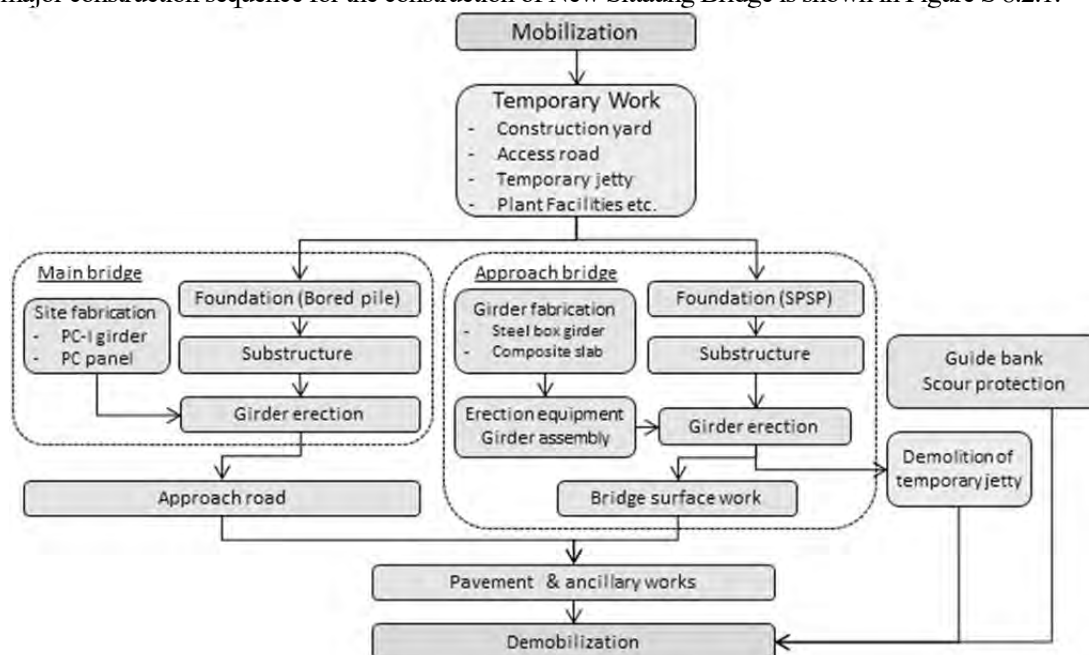 major construction sequence for the construction of New Sittaung Bridge is shown in Figure S 8.2.1.
Mobilization
Temporary Work
- Construction yard
- Access road
- Temporary jetty
- Plant Facilities etc.
Main bridge
Site fabrication
- PC-I girder
- PC panel
Foundation (Bored pile)
Substructure
Girder erection
Approach road
Approach bridge
Girder fabrication
- Steel box girder
- Composite slab
Erection equipment
Girder assembly
Foundation (SPSP)
Substructure
Girder erection
Bridge surface work
Guide bank
Scour protection
Demolition of
temporary jetty
Pavement & ancillary works
Demobilization